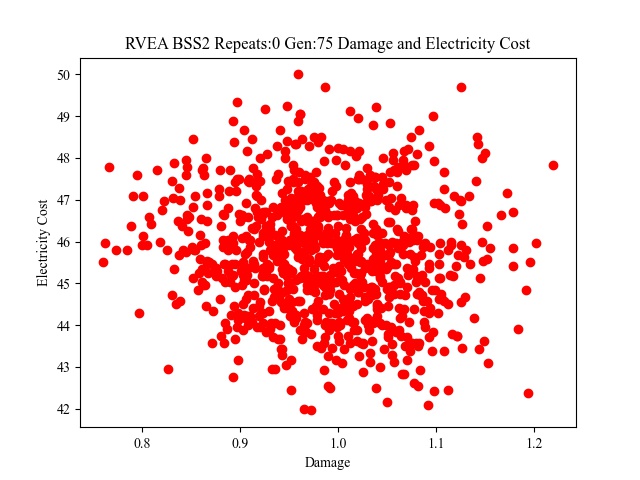 RVEA BSS2 Repeats:0 Gen:75 Damage and Electricity Cost
50
49
48
47
46
45
44
43
42
Electricity Cost
0.8 0.9 1.0 1.1 1.2
Damage